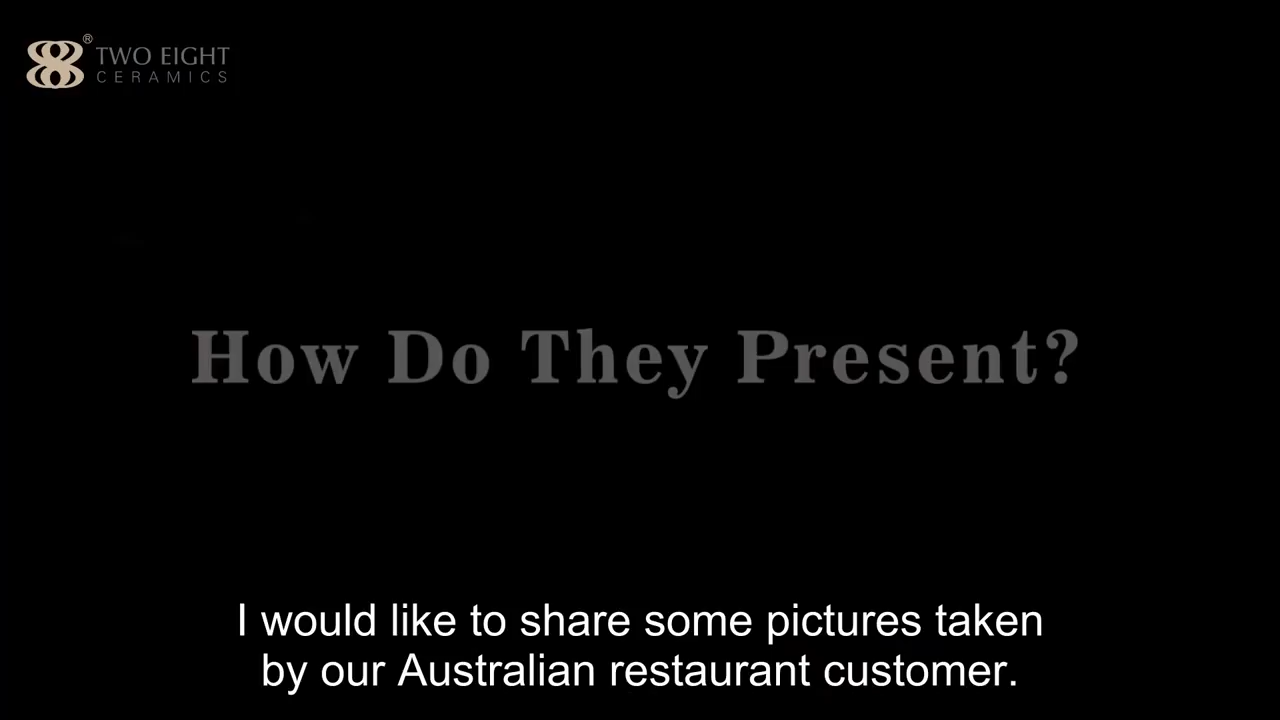 ®
TWO EIGHT
CERAMICS
How Do They Present?
I would like to share some pictures taken
by our Australian restaurant customer.